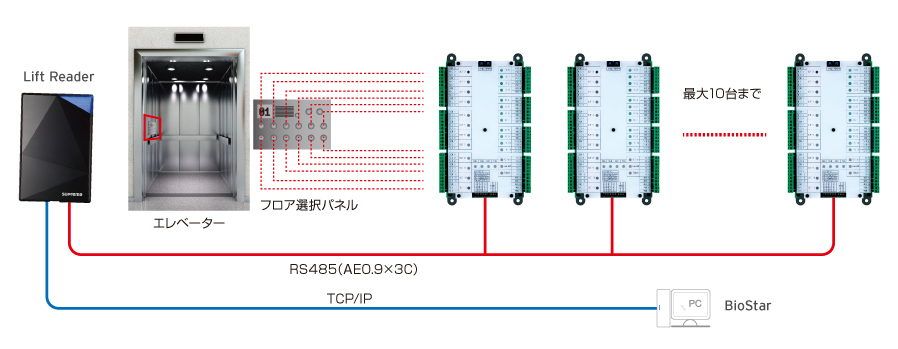 Lift Reader
suprema
エレベーター
01
フロア選択パネル
最大10台まで
RS485(AE0.9×3C)
TCP/IP
PC
BioStar